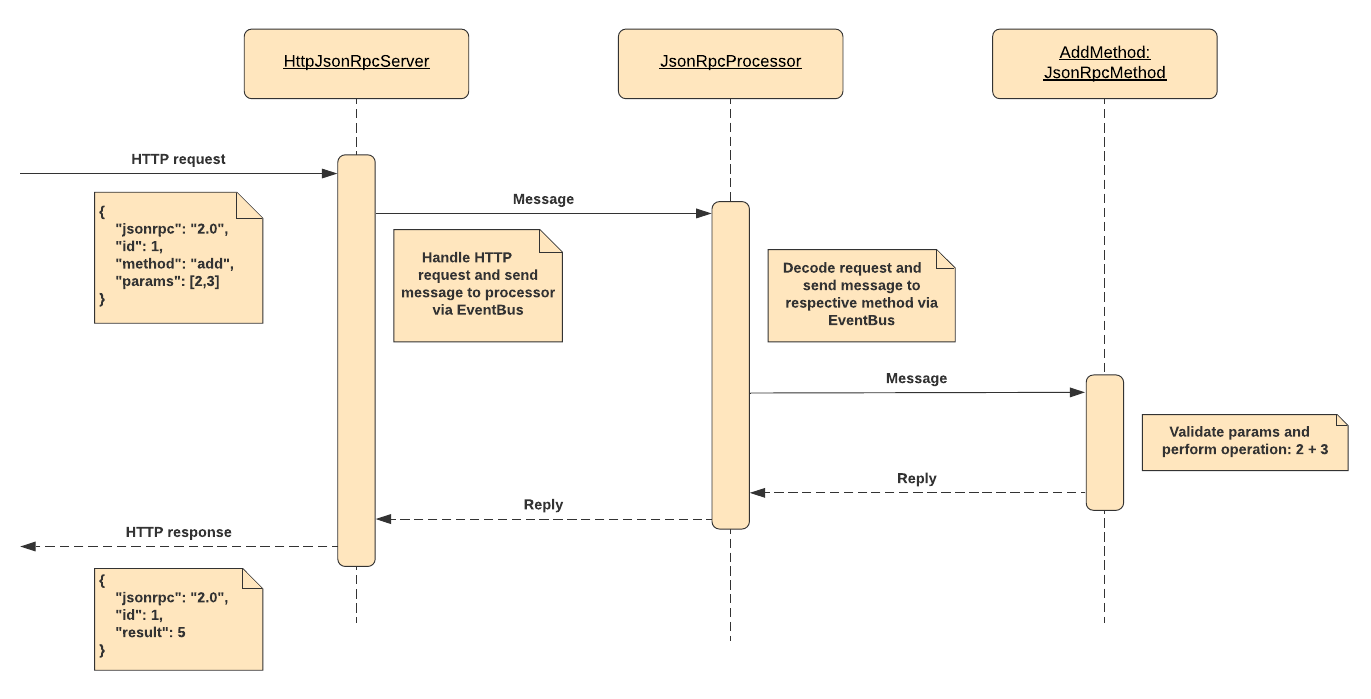 HttpJsonRpcServer
JsonRpcProcessor
AddMethod:
JsonRpcMethod
HTTP request
{
"jsonrpc": "2.0",
"id": 1,
"method": "add",
"params": [2,3]
}
Message
Handle HTTP
request and send
message to processor
via EventBus
Decode request and
send message to
respective method via
EventBus
Message
Validate params and
perform operation: 2 + 3
Reply
Reply
HTTP response
{
"jsonrpc": "2.0",
"id": 1,
"result": 5
}